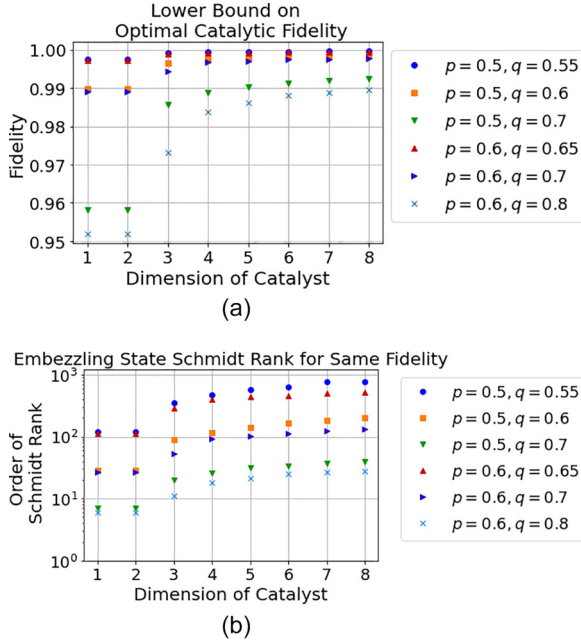 Lower Bound on
Optimal Catalytic Fidelity
1.00
0.99
0.98
0.97
0.96
0.95
Fidelity
1 2 3 4 5 6 7 8
Dimension of Catalyst
p = 0.5, q = 0.55
p = 0.5, q = 0.6
p = 0.5, q = 0.7
p = 0.6, q = 0.65
p = 0.6, q = 0.7
p = 0.6, q = 0.8
(a)
Embezzling State Schmidt Rank for Same Fidelity
10³
10²
10¹
10⁰
Order of
Schmidt Rank
1 2 3 4 5 6 7 8
Dimension of Catalyst
p = 0.5, q = 0.55
p = 0.5, q = 0.6
p = 0.5, q = 0.7
p = 0.6, q = 0.65
p = 0.6, q = 0.7
p = 0.6, q = 0.8
(b)